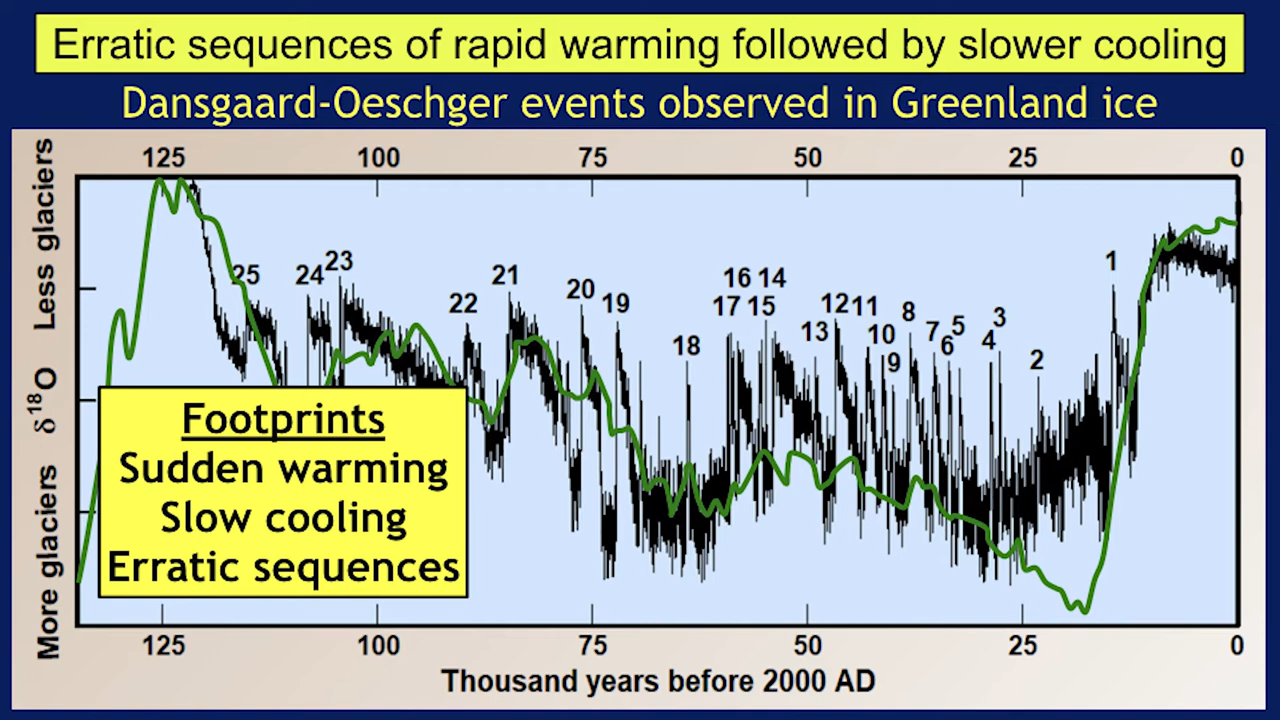 Erratic sequences of rapid warming followed by slower cooling
Dansgaard-Oeschger events observed in Greenland ice
125 100 75 50 25 0
Less glaciers
δ18O
More glaciers
25 24 23 22 21 20 19 18 17 16 15 14 13 12 11 10 9 8 7 6 5 4 3 2 1
Footprints
Sudden warming
Slow cooling
Erratic sequences
125 100 75 50 25 0
Thousand years before 2000 AD